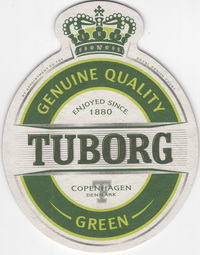 GENUINE QUALITY
ENJOYED SINCE
1880
TUBORG
COPENHAGEN
DENMARK
T
GREEN